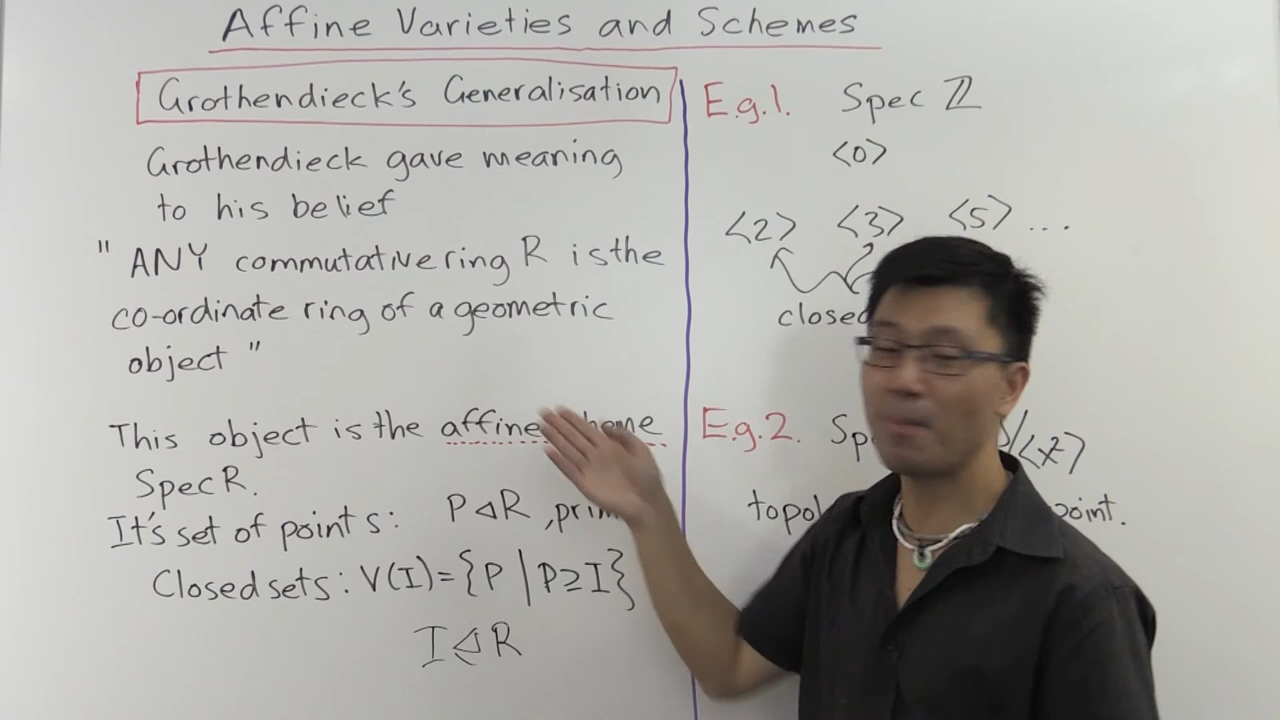 Affine Varieties and Schemes
Grothendieck's Generalisation
Grothendieck gave meaning
to his belief
" ANY commutative ring R is the
co-ordinate ring of a geometric
object "
This object is the affine
Spec R.
It's set of points: P ⊲ R ,
Closed sets: V(I) = {P | P ⊇ I}
I ⊴ R
E.g.1. Spec ℤ
<0>
<2> <3> <5> ...
closed
E.g.2.
/<x²>
point.